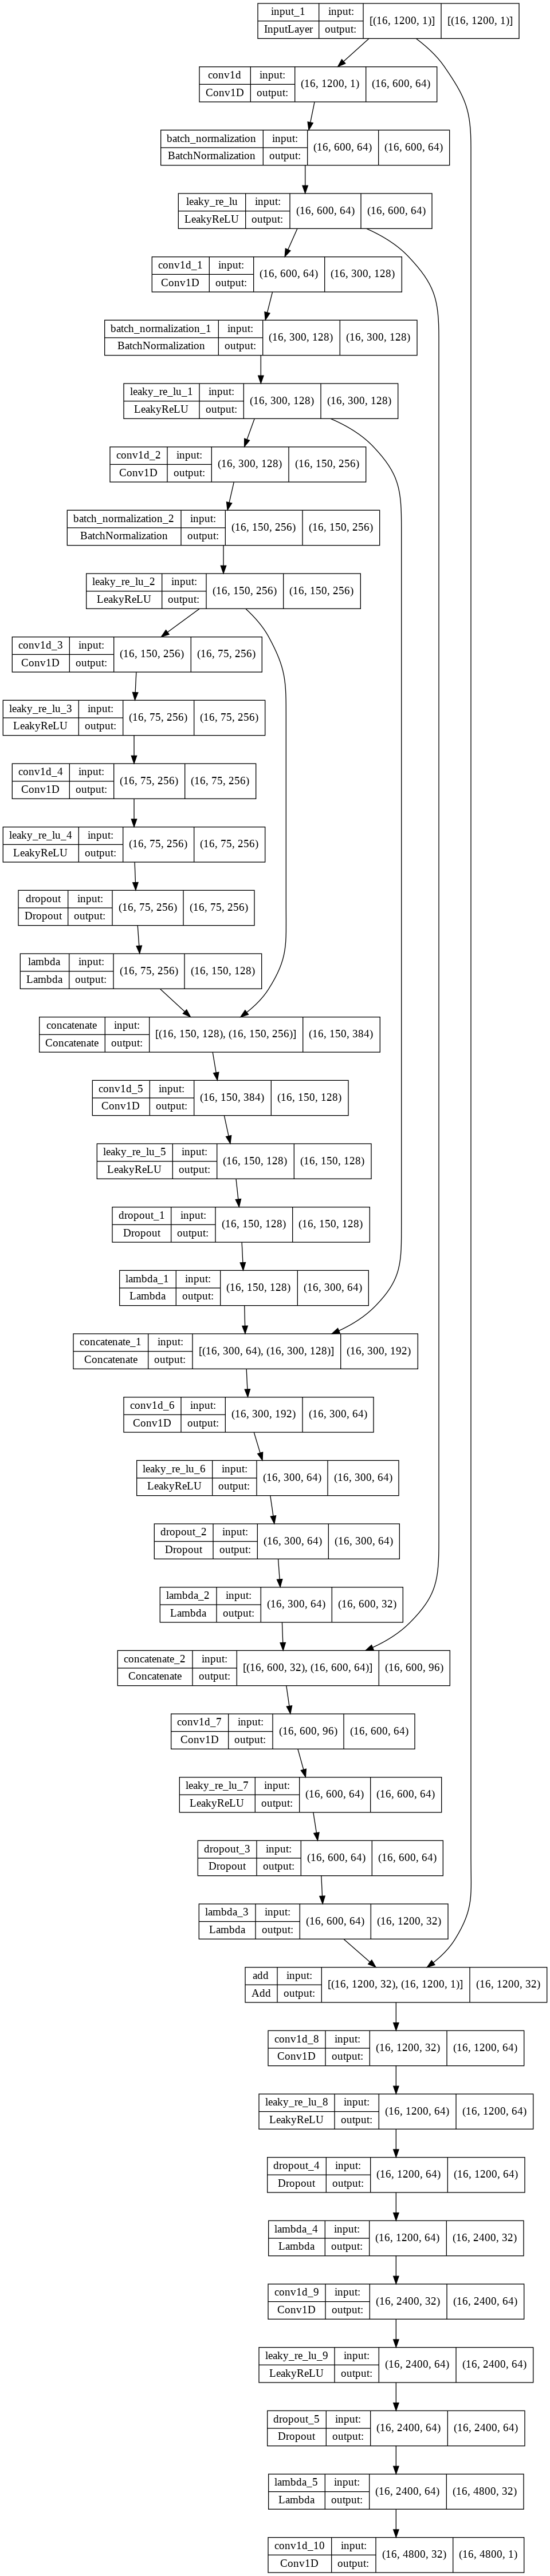 input_1 input: [(16, 1200, 1)] [(16, 1200, 1)]
InputLayer output:
conv1d input: (16, 1200, 1) (16, 600, 64)
Conv1D output:
batch_normalization input: (16, 600, 64) (16, 600, 64)
BatchNormalization output:
leaky_re_lu input: (16, 600, 64) (16, 600, 64)
LeakyReLU output:
conv1d_1 input: (16, 600, 64) (16, 300, 128)
Conv1D output:
batch_normalization_1 input: (16, 300, 128) (16, 300, 128)
BatchNormalization output:
leaky_re_lu_1 input: (16, 300, 128) (16, 300, 128)
LeakyReLU output:
conv1d_2 input: (16, 300, 128) (16, 150, 256)
Conv1D output:
batch_normalization_2 input: (16, 150, 256) (16, 150, 256)
BatchNormalization output:
leaky_re_lu_2 input: (16, 150, 256) (16, 150, 256)
LeakyReLU output:
conv1d_3 input: (16, 150, 256) (16, 75, 256)
Conv1D output:
leaky_re_lu_3 input: (16, 75, 256) (16, 75, 256)
LeakyReLU output:
conv1d_4 input: (16, 75, 256) (16, 75, 256)
Conv1D output:
leaky_re_lu_4 input: (16, 75, 256) (16, 75, 256)
LeakyReLU output:
dropout input: (16, 75, 256) (16, 75, 256)
Dropout output:
lambda input: (16, 75, 256) (16, 150, 128)
Lambda output:
concatenate input: [(16, 150, 128), (16, 150, 256)] (16, 150, 384)
Concatenate output:
conv1d_5 input: (16, 150, 384) (16, 150, 128)
Conv1D output:
leaky_re_lu_5 input: (16, 150, 128) (16, 150, 128)
LeakyReLU output:
dropout_1 input: (16, 150, 128) (16, 150, 128)
Dropout output:
lambda_1 input: (16, 150, 128) (16, 300, 64)
Lambda output:
concatenate_1 input: [(16, 300, 64), (16, 300, 128)] (16, 300, 192)
Concatenate output:
conv1d_6 input: (16, 300, 192) (16, 300, 64)
Conv1D output:
leaky_re_lu_6 input: (16, 300, 64) (16, 300, 64)
LeakyReLU output:
dropout_2 input: (16, 300, 64) (16, 300, 64)
Dropout output:
lambda_2 input: (16, 300, 64) (16, 600, 32)
Lambda output:
concatenate_2 input: [(16, 600, 32), (16, 600, 64)] (16, 600, 96)
Concatenate output:
conv1d_7 input: (16, 600, 96) (16, 600, 64)
Conv1D output:
leaky_re_lu_7 input: (16, 600, 64) (16, 600, 64)
LeakyReLU output:
dropout_3 input: (16, 600, 64) (16, 600, 64)
Dropout output:
lambda_3 input: (16, 600, 64) (16, 1200, 32)
Lambda output:
add input: [(16, 1200, 32), (16, 1200, 1)] (16, 1200, 32)
Add output:
conv1d_8 input: (16, 1200, 32) (16, 1200, 64)
Conv1D output:
leaky_re_lu_8 input: (16, 1200, 64) (16, 1200, 64)
LeakyReLU output:
dropout_4 input: (16, 1200, 64) (16, 1200, 64)
Dropout output:
lambda_4 input: (16, 1200, 64) (16, 2400, 32)
Lambda output:
conv1d_9 input: (16, 2400, 32) (16, 2400, 64)
Conv1D output:
leaky_re_lu_9 input: (16, 2400, 64) (16, 2400, 64)
LeakyReLU output:
dropout_5 input: (16, 2400, 64) (16, 2400, 64)
Dropout output:
lambda_5 input: (16, 2400, 64) (16, 4800, 32)
Lambda output:
conv1d_10 input: (16, 4800, 32) (16, 4800, 1)
Conv1D output: